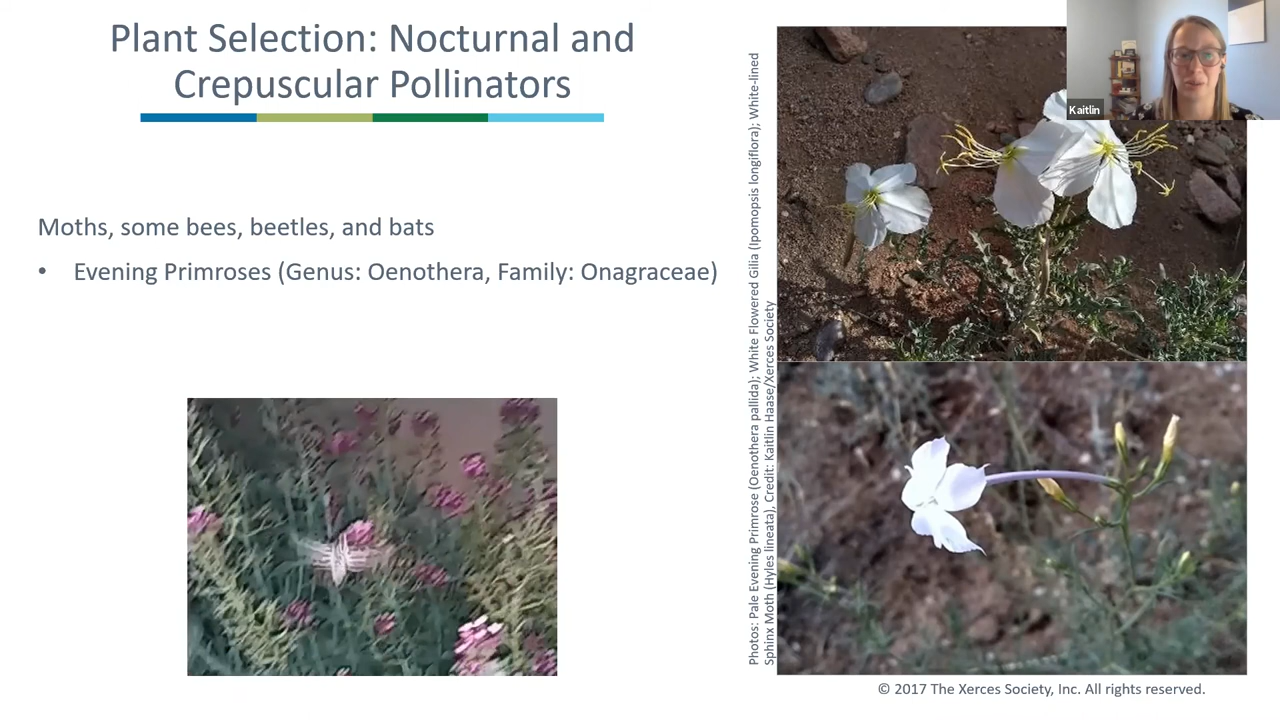 Plant Selection: Nocturnal and
Crepuscular Pollinators
Moths, some bees, beetles, and bats
• Evening Primroses (Genus: Oenothera, Family: Onagraceae)
Photos: Pale Evening Primrose (Oenothera pallida); White Flowered Gilia (Ipomopsis longiflora); White-lined
Sphinx Moth (Hyles lineata), Credit: Kaitlin Haase/Xerces Society
Kaitlin
© 2017 The Xerces Society, Inc. All rights reserved.